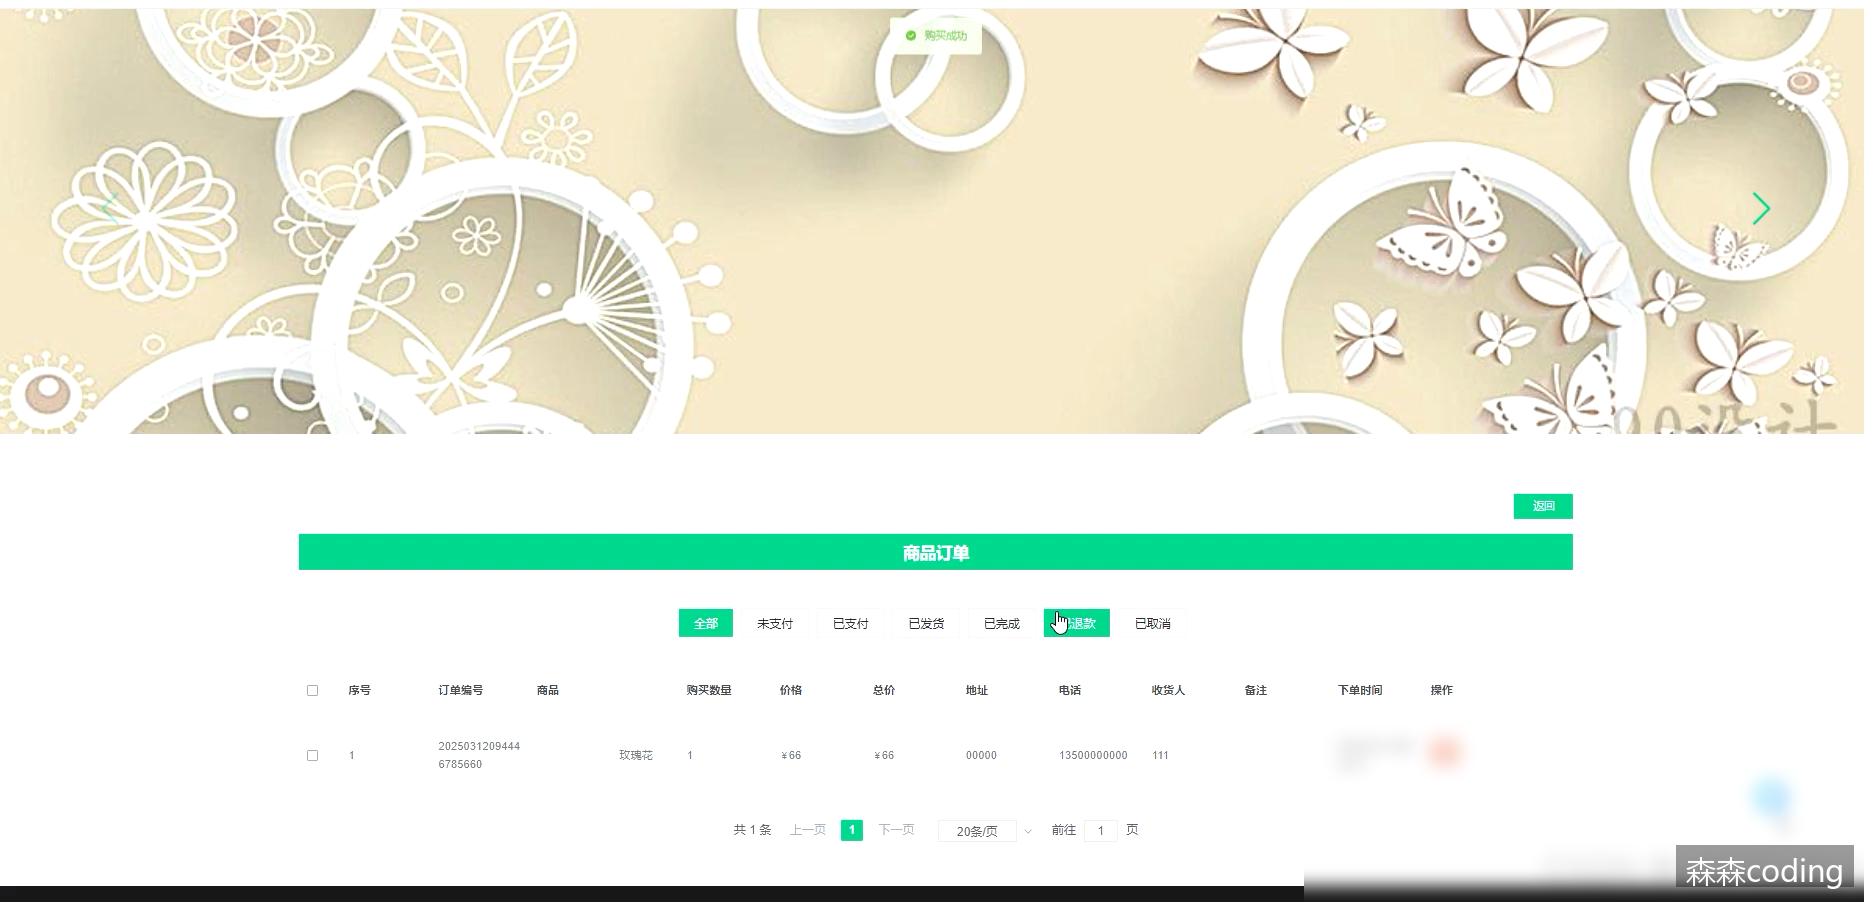 购买成功
返回
商品订单
全部 未支付 已支付 已发货 已完成 退款 已取消
序号 订单编号 商品 购买数量 价格 总价 地址 电话 收货人 备注 下单时间 操作
1 2025031209444 玫瑰花 1 ¥66 ¥66 00000 13500000000 111
6785660
共 1 条 上一页 1 下一页 20条/页 前往 1 页
森森coding